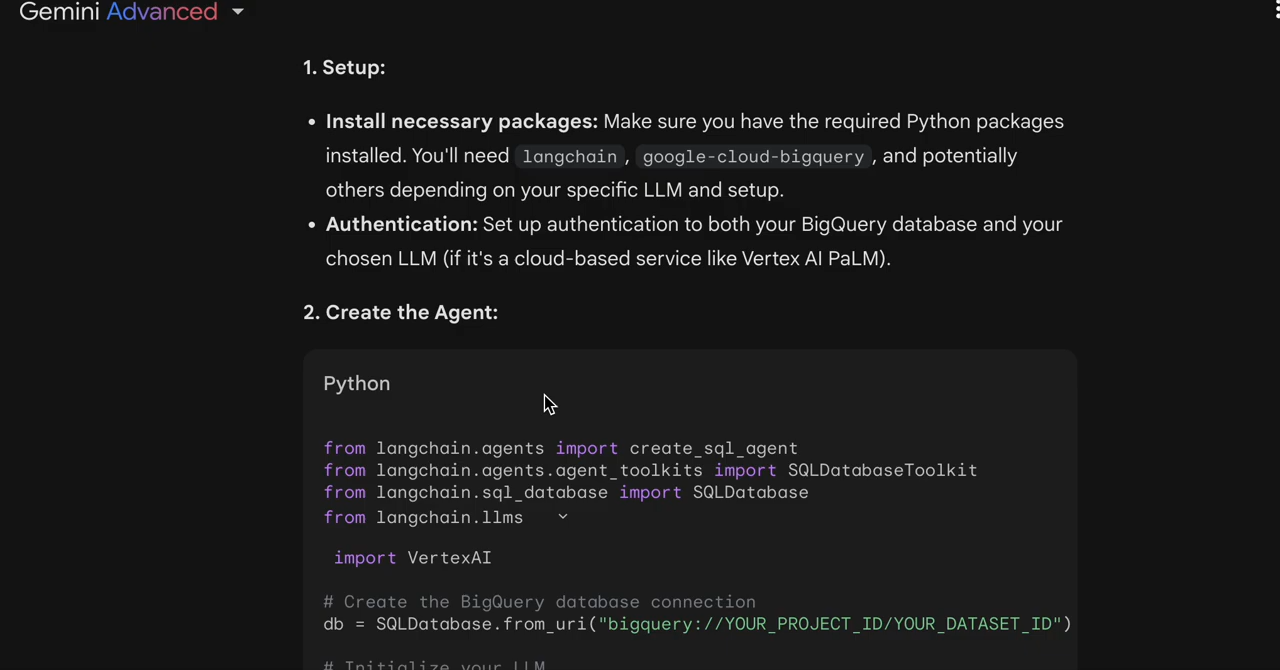 Gemini Advanced
1. Setup:
• Install necessary packages: Make sure you have the required Python packages
installed. You'll need langchain, google-cloud-bigquery, and potentially
others depending on your specific LLM and setup.
• Authentication: Set up authentication to both your BigQuery database and your
chosen LLM (if it's a cloud-based service like Vertex AI PaLM).
2. Create the Agent:
Python
from langchain.agents import create_sql_agent
from langchain.agents.agent_toolkits import SQLDatabaseToolkit
from langchain.sql_database import SQLDatabase
from langchain.llms
import VertexAI
# Create the BigQuery database connection
db = SQLDatabase.from_uri("bigquery://YOUR_PROJECT_ID/YOUR_DATASET_ID")
# Initialize your LLM